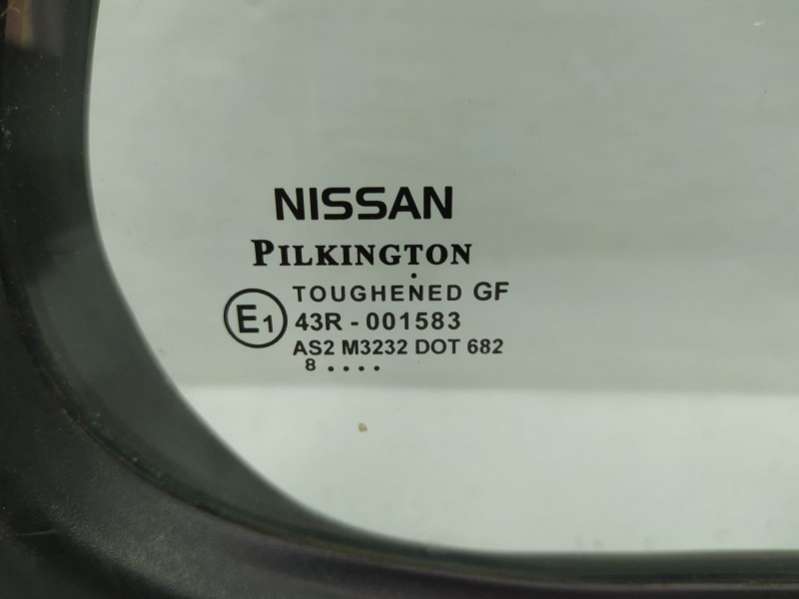 NISSAN
PILKINGTON
TOUGHENED GF
E1 43R - 001583
AS2 M3232 DOT 682
8 . . . .